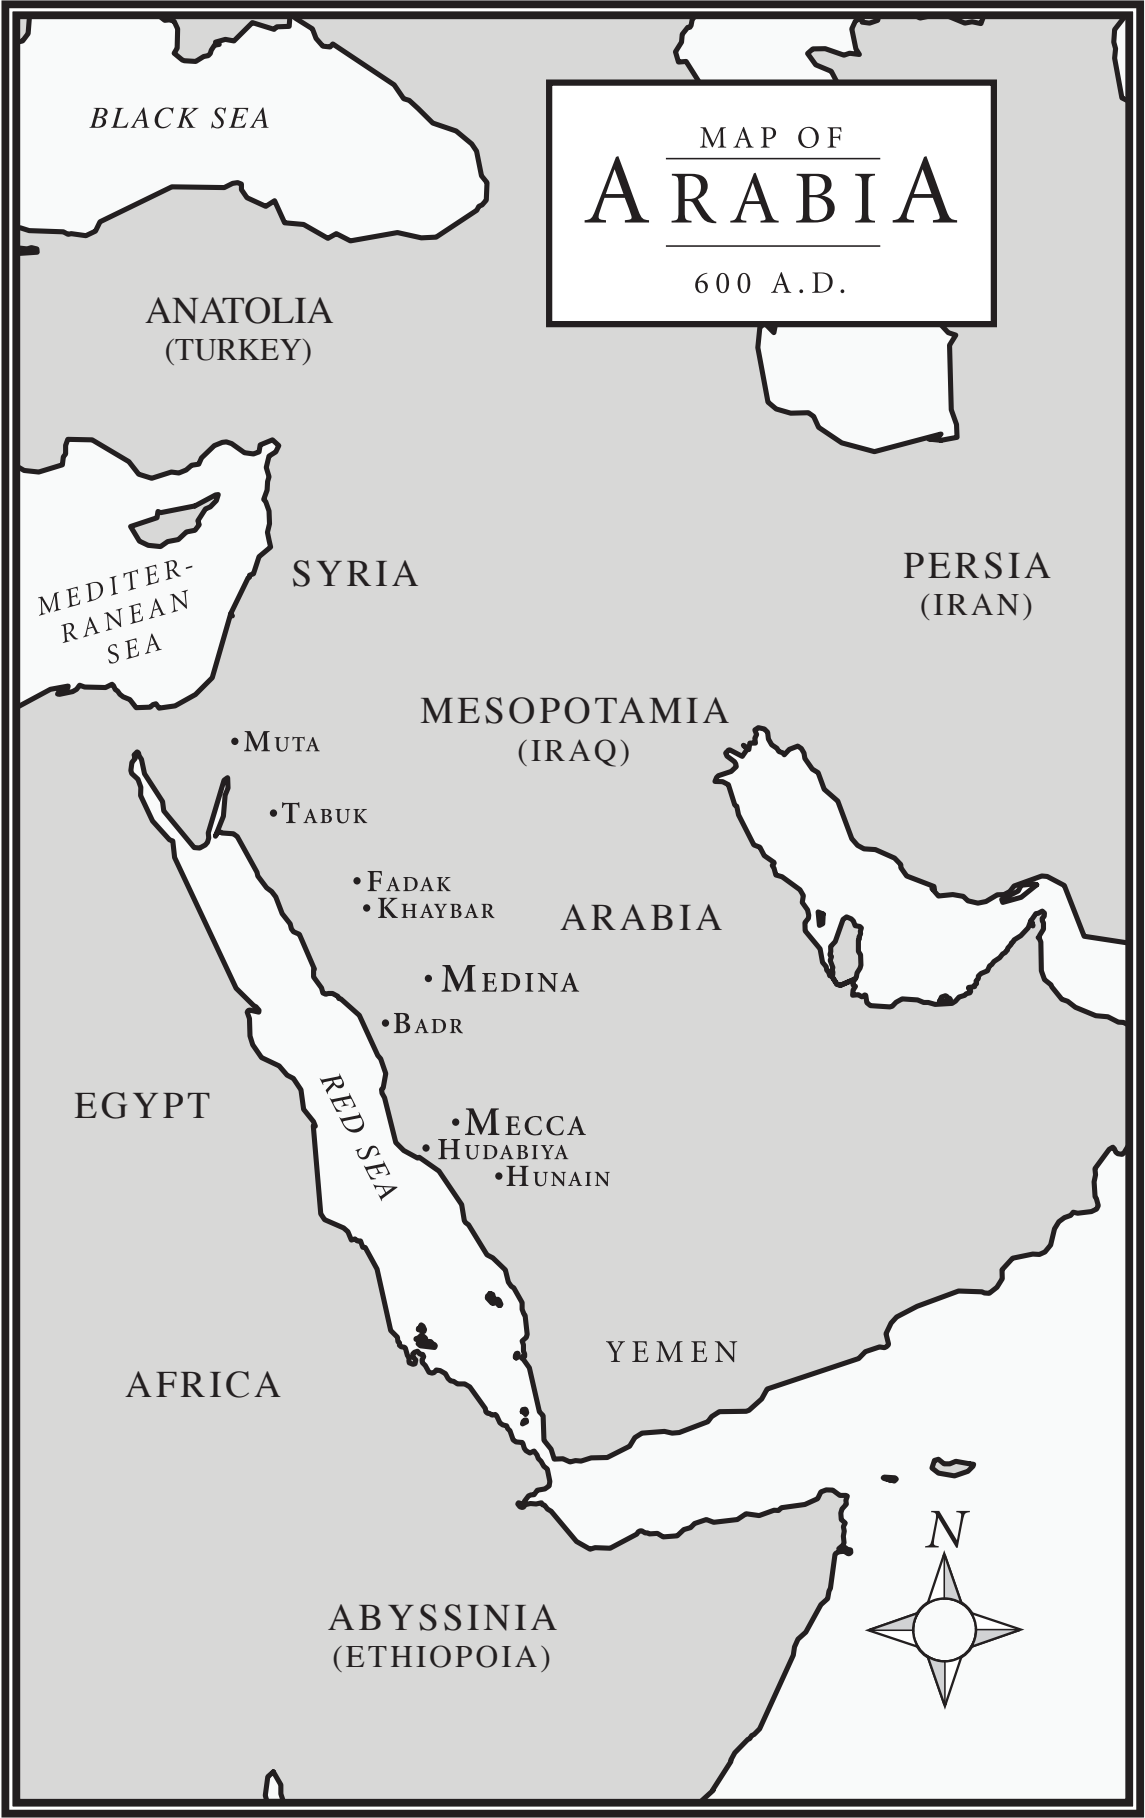 BLACK SEA
MAP OF
ARABIA
600 A.D.
ANATOLIA
(TURKEY)
MEDITER-
RANEAN
SEA
SYRIA
PERSIA
(IRAN)
MESOPOTAMIA
(IRAQ)
•MUTA
•TABUK
•FADAK
•KHAYBAR
ARABIA
•MEDINA
•BADR
RED SEA
EGYPT
•MECCA
•HUDABIYA
•HUNAIN
YEMEN
AFRICA
N
ABYSSINIA
(ETHIOPOIA)